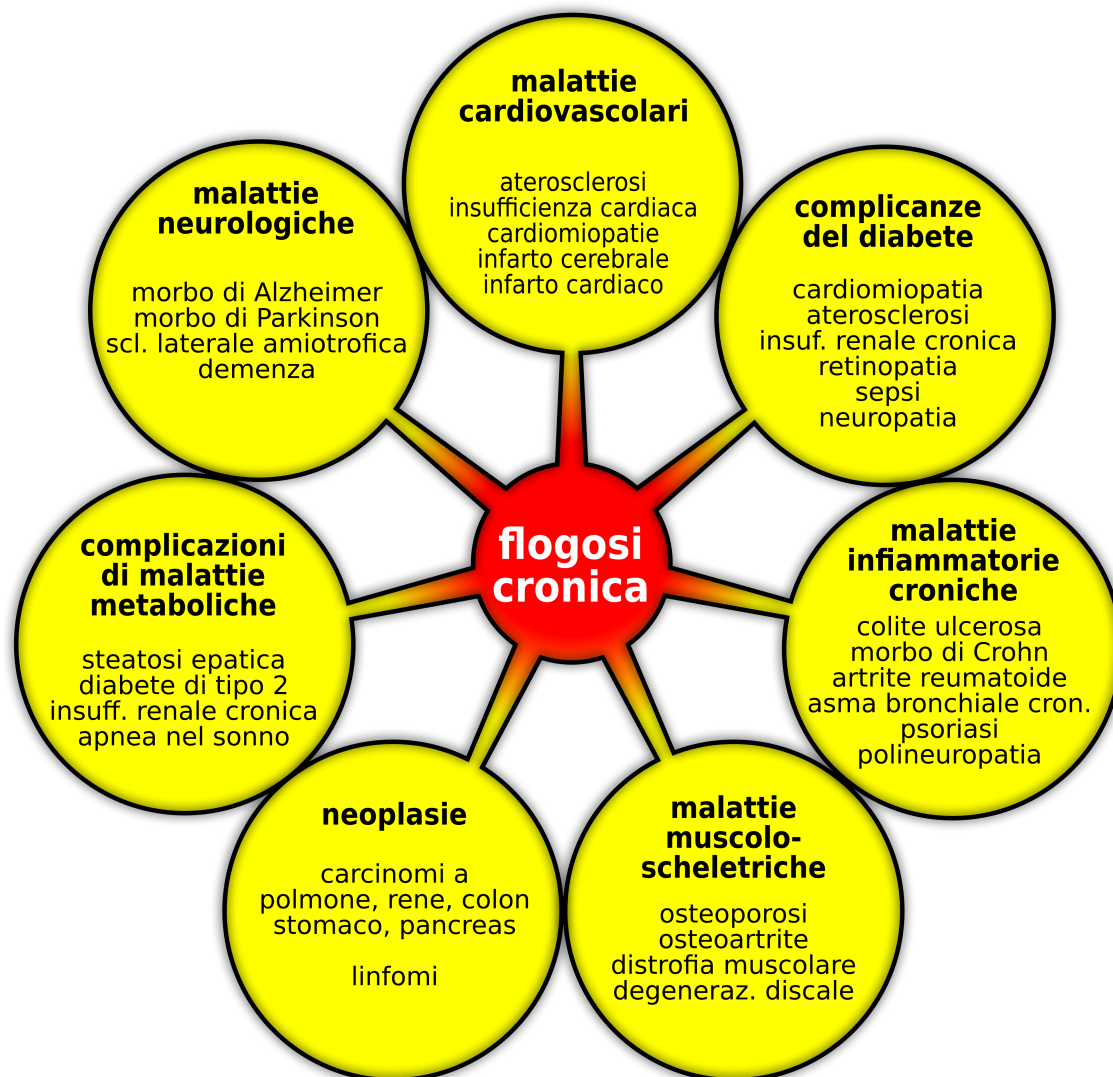 malattie
cardiovascolari
aterosclerosi
insufficienza cardiaca
cardiomiopatie
infarto cerebrale
infarto cardiaco
malattie
neurologiche
morbo di Alzheimer
morbo di Parkinson
scl. laterale amiotrofica
demenza
complicanze
del diabete
cardiomiopatia
aterosclerosi
insuf. renale cronica
retinopatia
sepsi
neuropatia
flogosi
cronica
complicazioni
di malattie
metaboliche
steatosi epatica
diabete di tipo 2
insuff. renale cronica
apnea nel sonno
malattie
infiammatorie
croniche
colite ulcerosa
morbo di Crohn
artrite reumatoide
asma bronchiale cron.
psoriasi
polineuropatia
neoplasie
carcinomi a
polmone, rene, colon
stomaco, pancreas
linfomi
malattie
muscolo-
scheletriche
osteoporosi
osteoartrite
distrofia muscolare
degeneraz. discale